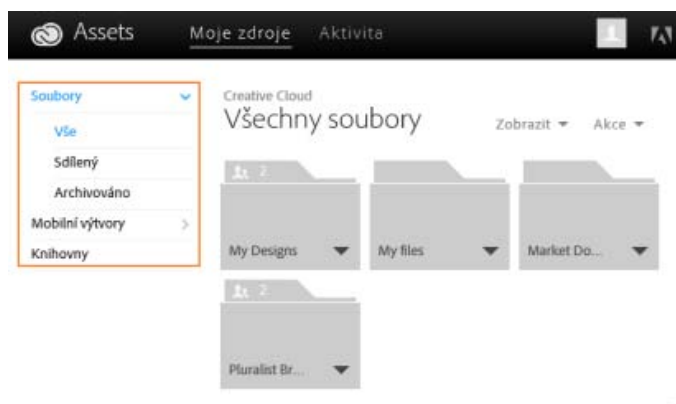 Assets Moje zdroje Aktivita
Soubory
Vše
Sdílený
Archivováno
Mobilní výtvory
Knihovny
Creative Cloud
Všechny soubory
Zobrazit Akce
2
My Designs
My files
Market Do...
2
Pluralist Br...